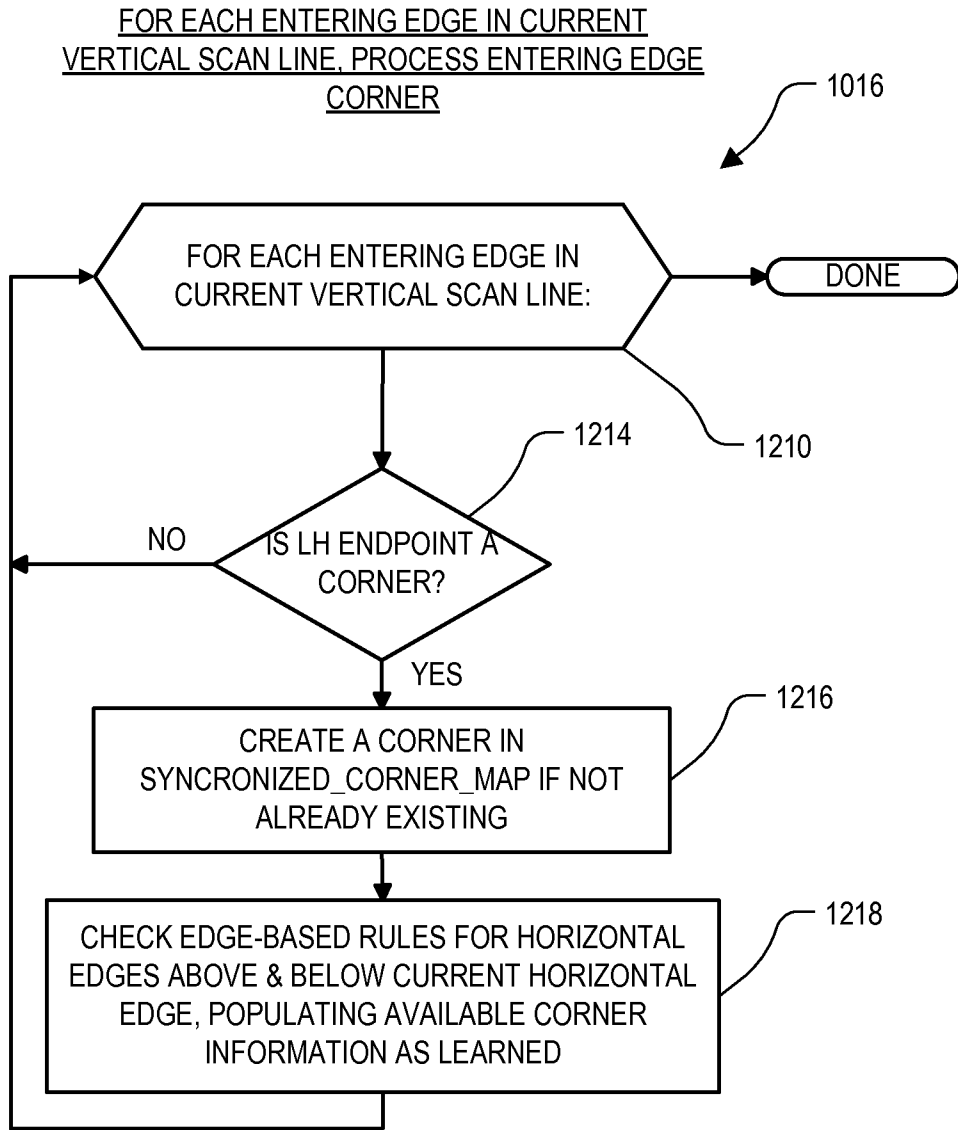 FOR EACH ENTERING EDGE IN CURRENT
VERTICAL SCAN LINE, PROCESS ENTERING EDGE
CORNER
1016
FOR EACH ENTERING EDGE IN
CURRENT VERTICAL SCAN LINE:
DONE
1210
1214
IS LH ENDPOINT A
CORNER?
NO
YES
1216
CREATE A CORNER IN
SYNCRONIZED_CORNER_MAP IF NOT
ALREADY EXISTING
1218
CHECK EDGE-BASED RULES FOR HORIZONTAL
EDGES ABOVE & BELOW CURRENT HORIZONTAL
EDGE, POPULATING AVAILABLE CORNER
INFORMATION AS LEARNED